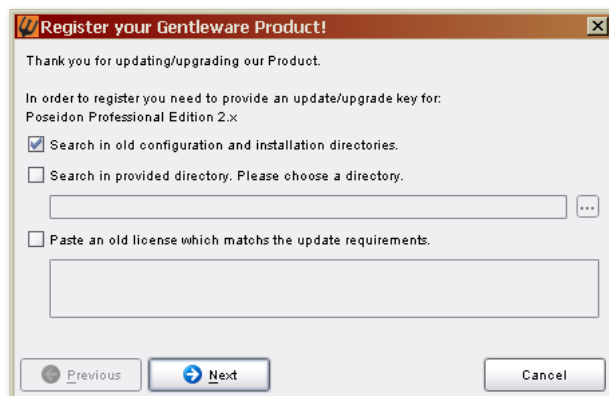 Register your Gentleware Product!
Thank you for updating/upgrading our Product.
In order to register you need to provide an update/upgrade key for:
Poseidon Professional Edition 2.x
Search in old configuration and installation directories.
Search in provided directory. Please choose a directory.
...
Paste an old license which matchs the update requirements.
Previous
Next
Cancel